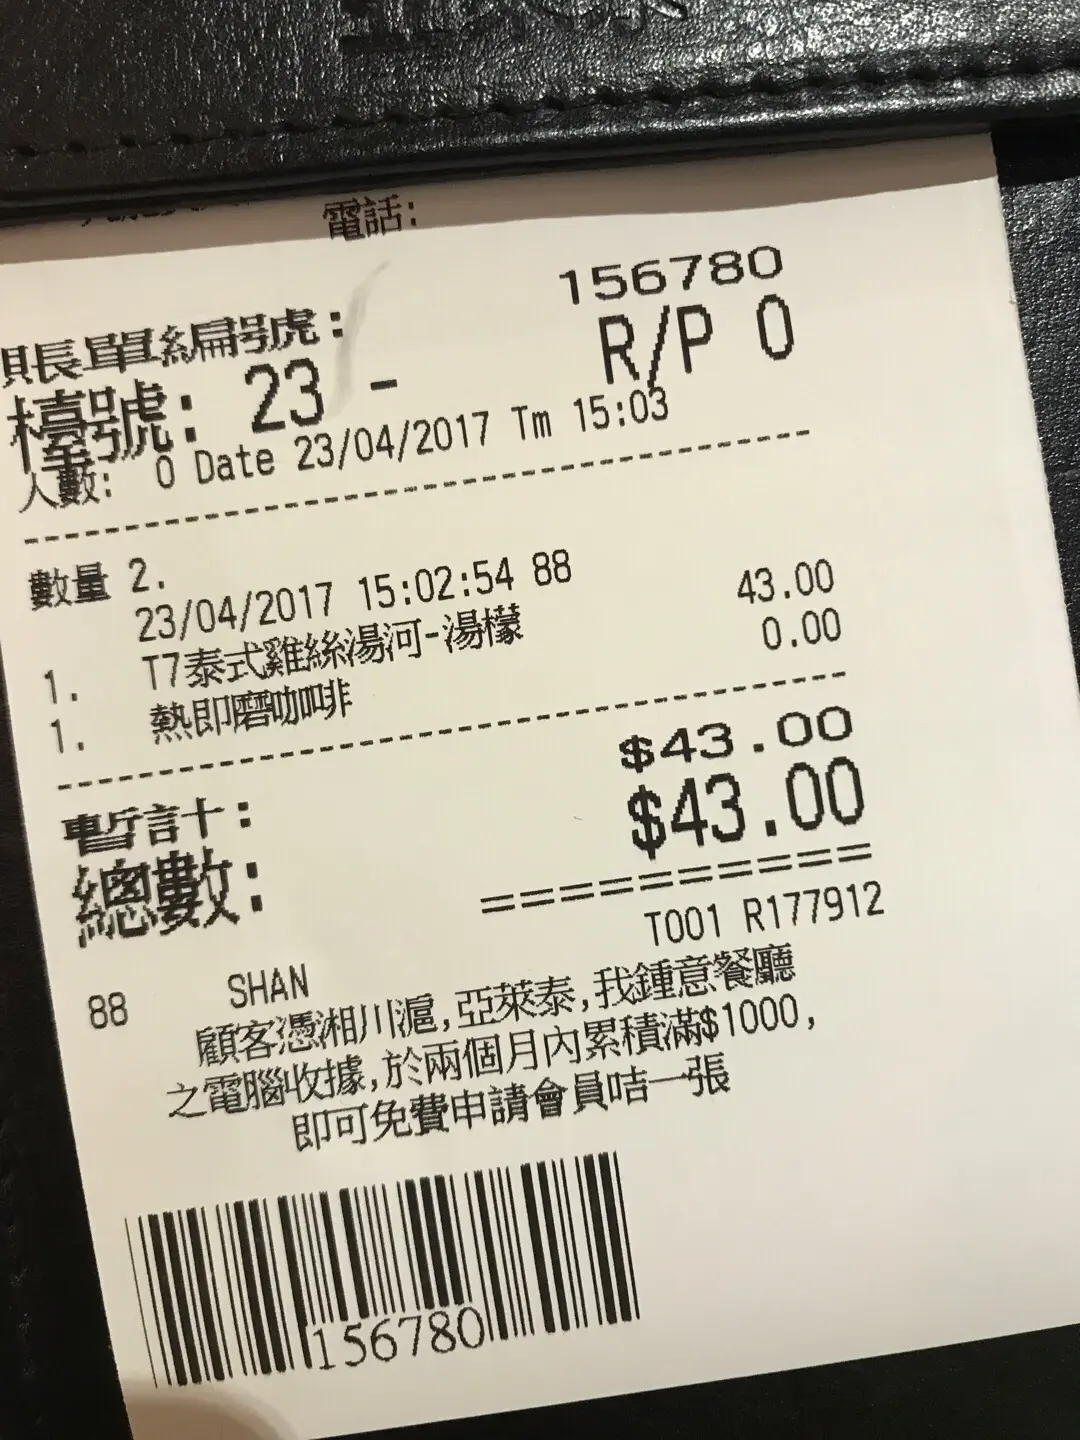 電話:
賬單編號: 156780
檯號: 23 - R/P 0
人數: 0 Date 23/04/2017 Tm 15:03
數量 2.
23/04/2017 15:02:54 88
1. T7泰式雞絲湯河-湯檬 43.00
1. 熱即磨咖啡 0.00
暫計: $43.00
總數: $43.00
==========
T001 R177912
88 SHAN
顧客憑湘川滬,亞萊泰,我鍾意餐廳
之電腦收據,於兩個月內累積滿$1000,
即可免費申請會員咭一張
156780